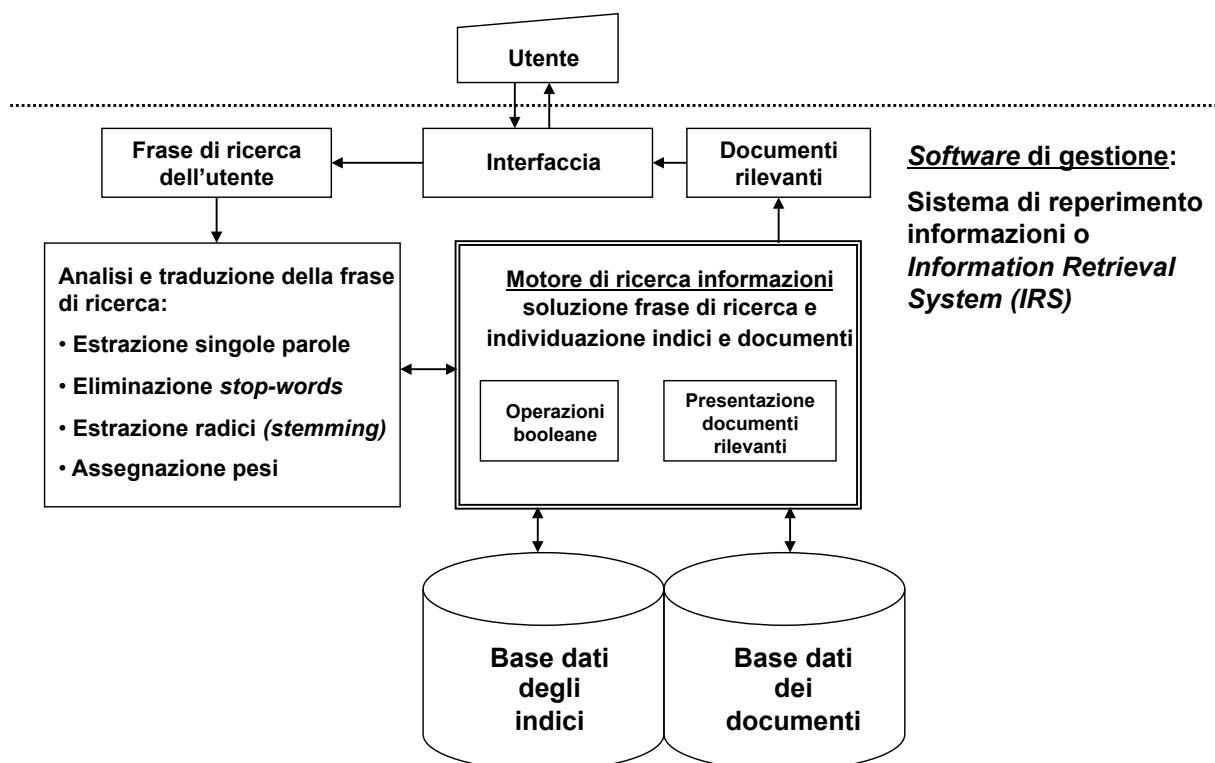 Utente
Frase di ricerca
dell’utente
Interfaccia
Documenti
rilevanti
Software di gestione:
Sistema di reperimento
informazioni o
Information Retrieval
System (IRS)
Analisi e traduzione della frase
di ricerca:
• Estrazione singole parole
• Eliminazione stop-words
• Estrazione radici (stemming)
• Assegnazione pesi
Motore di ricerca informazioni
soluzione frase di ricerca e
individuazione indici e documenti
Operazioni
booleane
Presentazione
documenti
rilevanti
Base dati
degli
indici
Base dati
dei
documenti